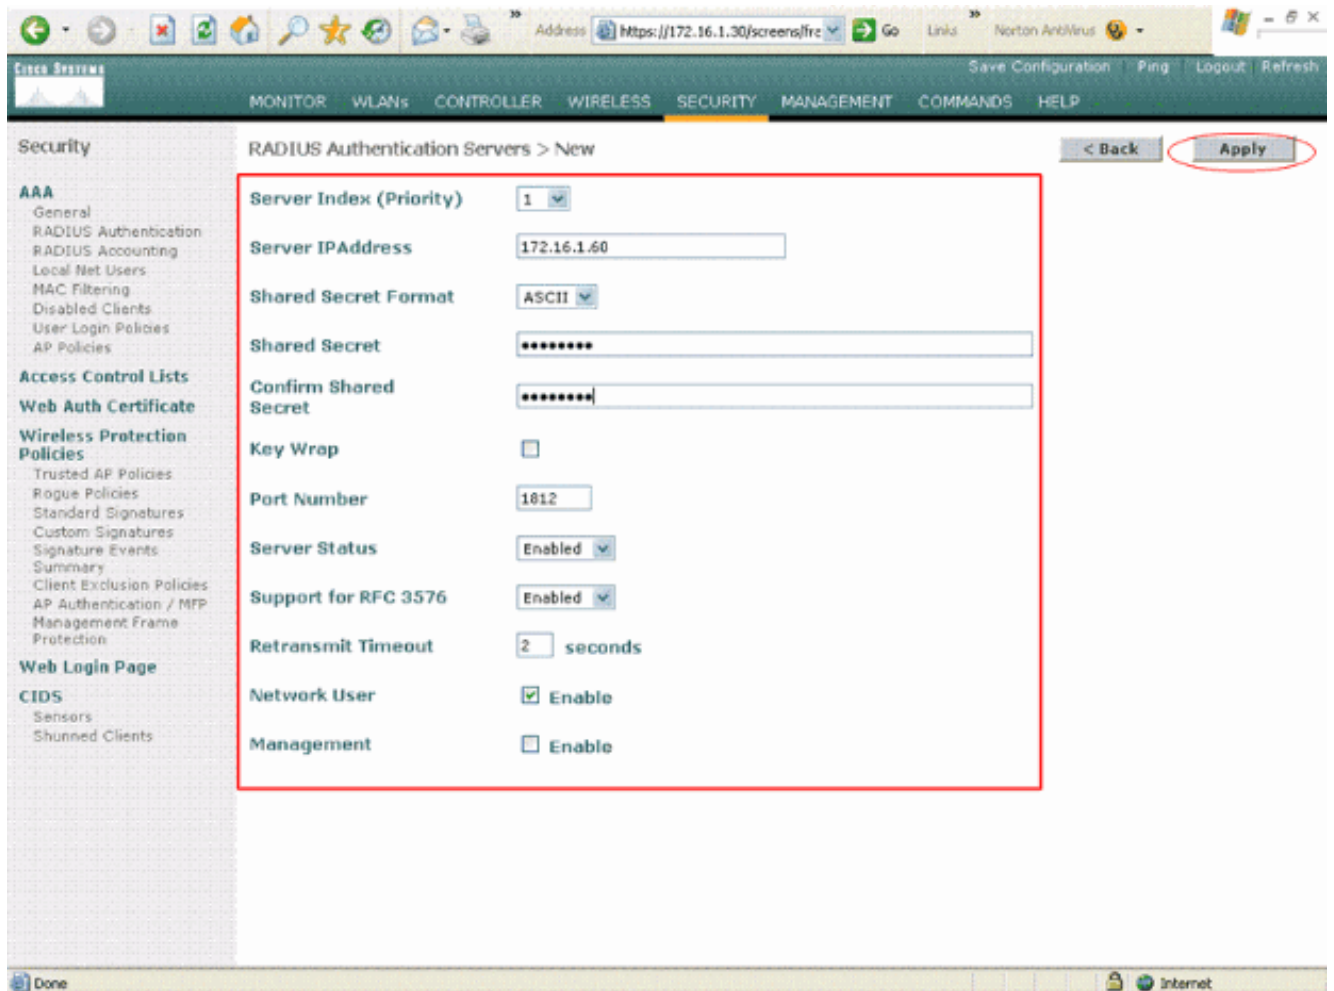 Address https://172.16.1.30/screens/fra Go Links Norton AntiVirus
CISCO SYSTEMS
Save Configuration Ping Logout Refresh
MONITOR WLANs CONTROLLER WIRELESS SECURITY MANAGEMENT COMMANDS HELP
Security
AAA
General
RADIUS Authentication
RADIUS Accounting
Local Net Users
MAC Filtering
Disabled Clients
User Login Policies
AP Policies
Access Control Lists
Web Auth Certificate
Wireless Protection
Policies
Trusted AP Policies
Rogue Policies
Standard Signatures
Custom Signatures
Signature Events
Summary
Client Exclusion Policies
AP Authentication / MFP
Management Frame
Protection
Web Login Page
CIDS
Sensors
Shunned Clients
RADIUS Authentication Servers > New
< Back Apply
Server Index (Priority) 1
Server IPAddress 172.16.1.60
Shared Secret Format ASCII
Shared Secret ••••••••
Confirm Shared
Secret ••••••••
Key Wrap
Port Number 1812
Server Status Enabled
Support for RFC 3576 Enabled
Retransmit Timeout 2 seconds
Network User Enable
Management Enable
Done Internet